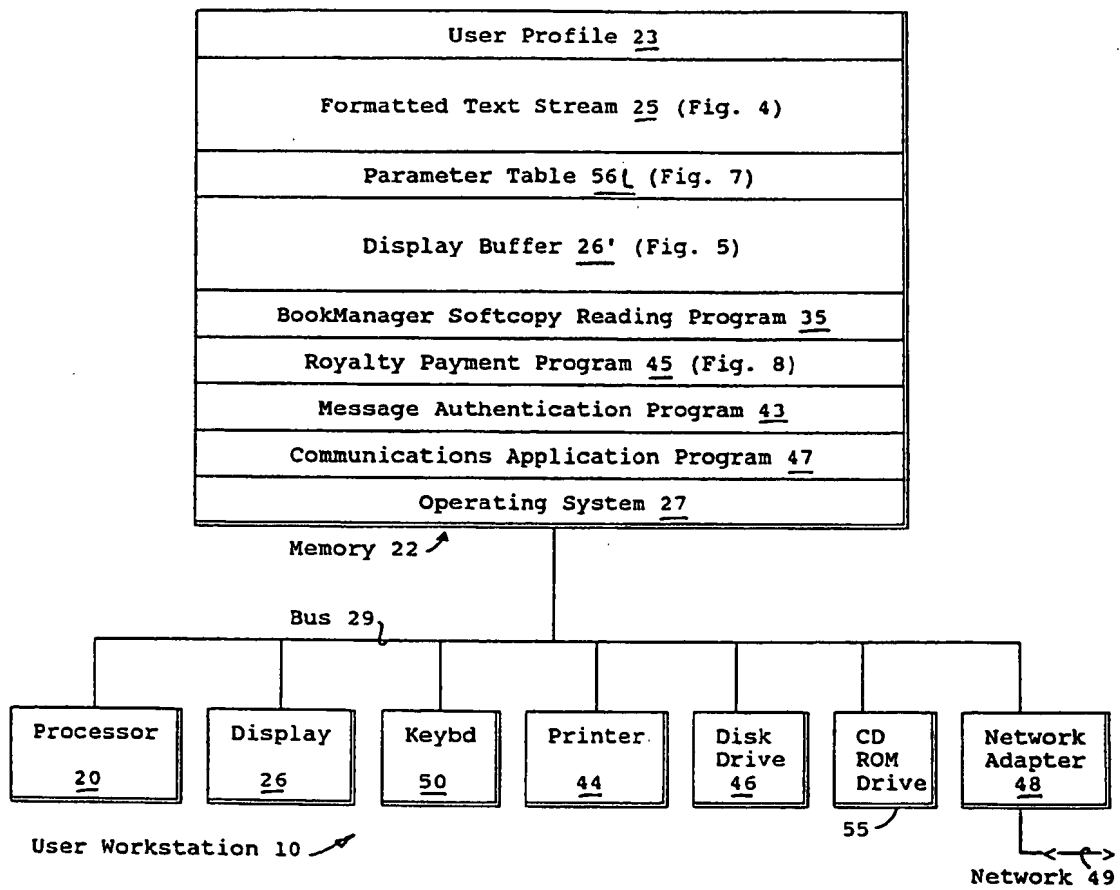 User Profile 23
Formatted Text Stream 25 (Fig. 4)
Parameter Table 56L (Fig. 7)
Display Buffer 26' (Fig. 5)
BookManager Softcopy Reading Program 35
Royalty Payment Program 45 (Fig. 8)
Message Authentication Program 43
Communications Application Program 47
Operating System 27
Memory 22
Bus 29
Processor
20
Display
26
Keybd
50
Printer
44
Disk
Drive
46
CD
ROM
Drive
55
Network
Adapter
48
User Workstation 10
Network 49